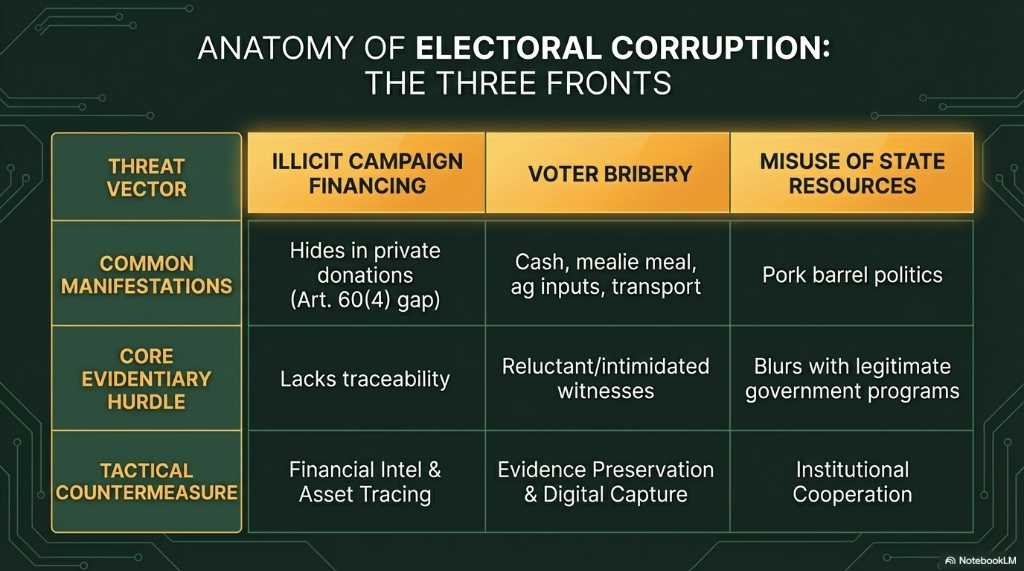 ANATOMY OF ELECTORAL CORRUPTION:
THE THREE FRONTS
THREAT
VECTOR
ILLICIT CAMPAIGN
FINANCING
VOTER BRIBERY
MISUSE OF STATE
RESOURCES
COMMON
MANIFESTATIONS
Hides in private
donations
(Art. 60(4) gap)
Cash, mealie meal,
ag inputs, transport
Pork barrel politics
CORE
EVIDENTIARY
HURDLE
Lacks traceability
Reluctant/intimidated
witnesses
Blurs with legitimate
government programs
TACTICAL
COUNTERMEASURE
Financial Intel &
Asset Tracing
Evidence Preservation
& Digital Capture
Institutional
Cooperation
NotebookLM